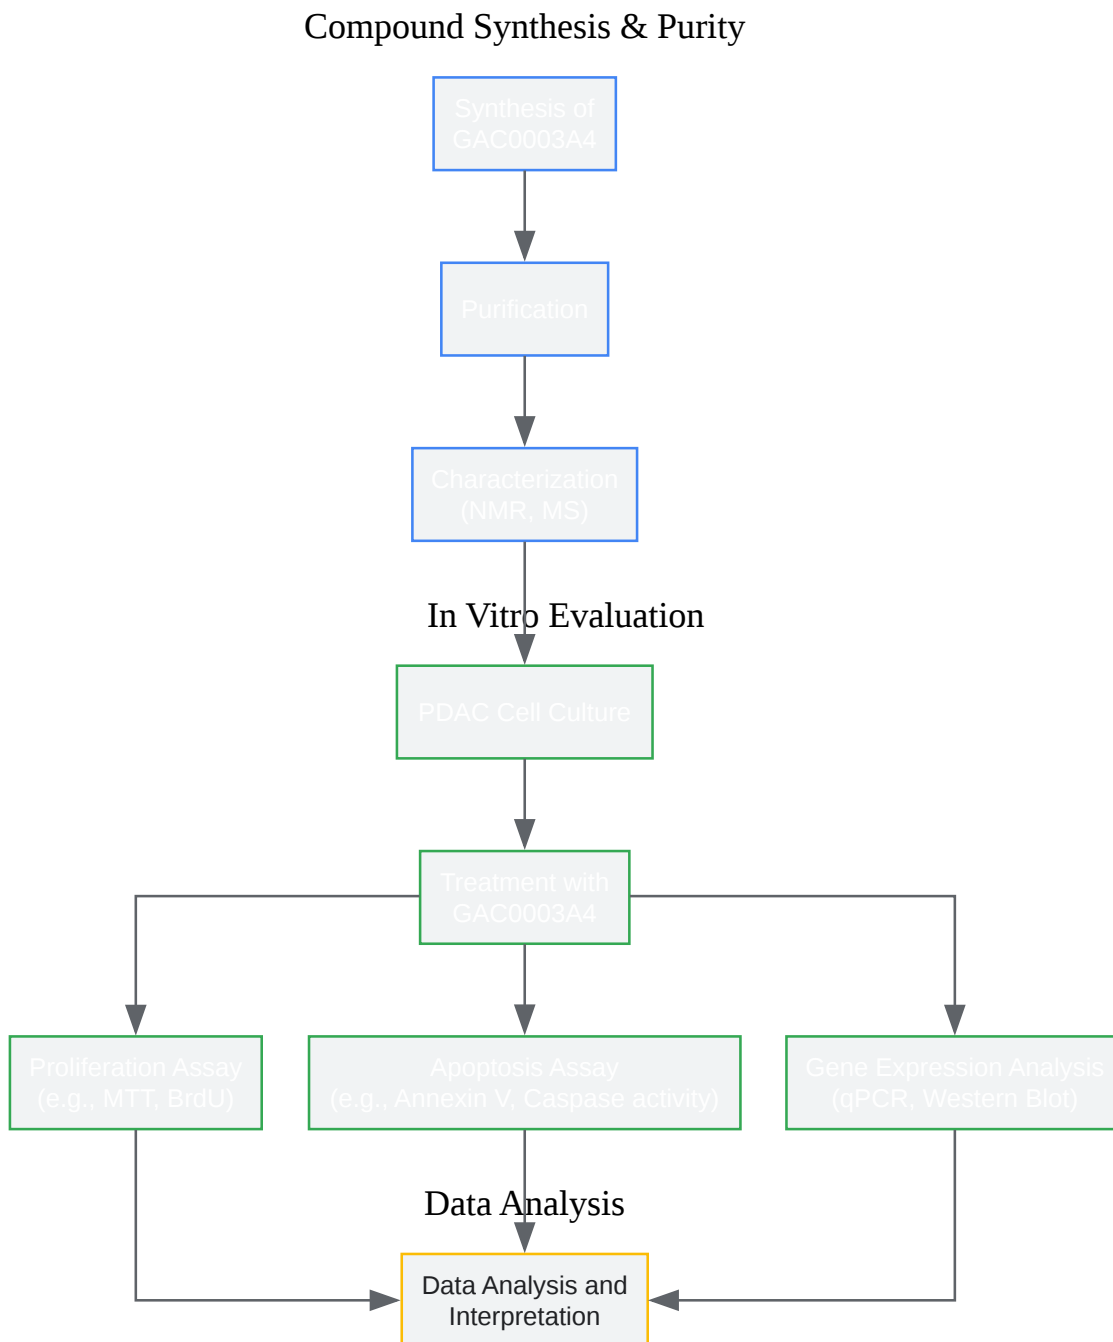 Compound Synthesis & Purity
Synthesis of
GAC0003A4
Purification
Characterization
(NMR, MS)
In Vitro Evaluation
PDAC Cell Culture
Treatment with
GAC0003A4
Proliferation Assay
(e.g., MTT, BrdU)
Apoptosis Assay
(e.g., Annexin V, Caspase activity)
Gene Expression Analysis
(qPCR, Western Blot)
Data Analysis
Data Analysis and
Interpretation